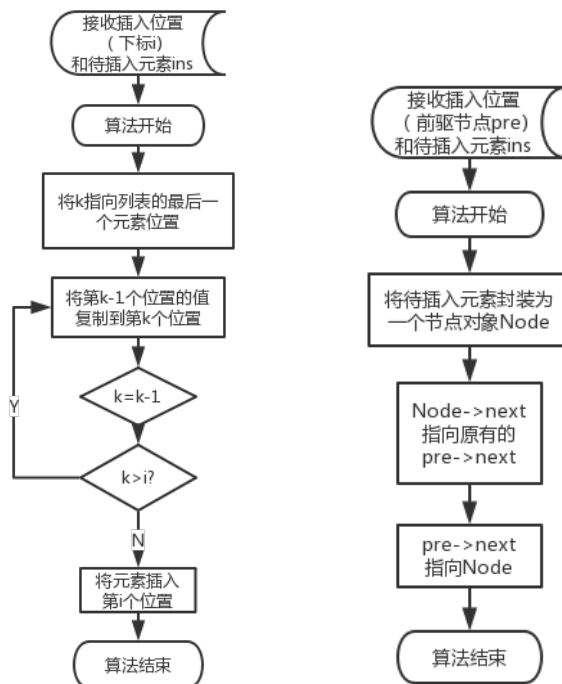 接收插入位置
（下标i)
和待插入元素ins
算法开始
将k指向列表的最后一
个元素位置
将第k-1个位置的值
复制到第k个位置
k=k-1
Y
k>i?
N
将元素插入
第i个位置
算法结束
接收插入位置
（前驱节点pre)
和待插入元素ins
算法开始
将待插入元素封装为
一个节点对象Node
Node->next
指向原有的
pre->next
pre->next
指向Node
算法结束